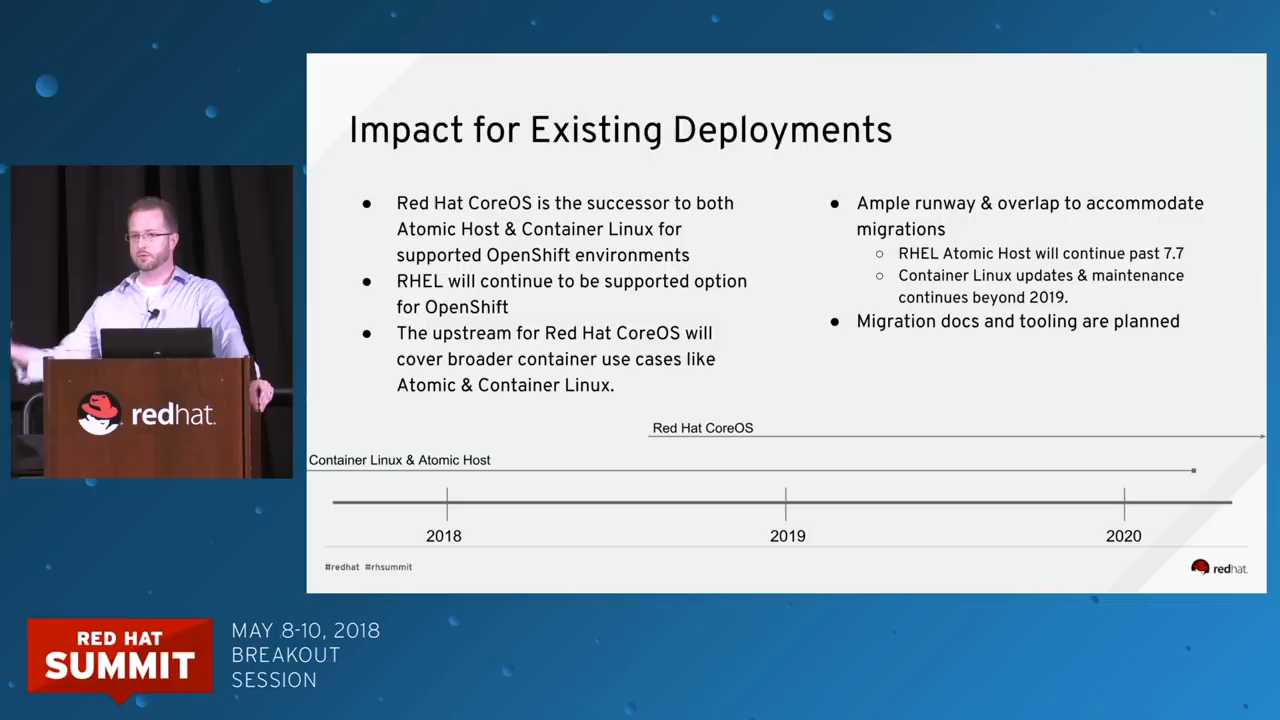 Impact for Existing Deployments
● Red Hat CoreOS is the successor to both
Atomic Host & Container Linux for
supported OpenShift environments
● RHEL will continue to be supported option
for OpenShift
● The upstream for Red Hat CoreOS will
cover broader container use cases like
Atomic & Container Linux.
● Ample runway & overlap to accommodate
migrations
○ RHEL Atomic Host will continue past 7.7
○ Container Linux updates & maintenance
continues beyond 2019.
● Migration docs and tooling are planned
Red Hat CoreOS
Container Linux & Atomic Host
2018 2019 2020
#redhat #rhsummit
redhat.
redhat.
RED HAT
SUMMIT
MAY 8-10, 2018
BREAKOUT
SESSION